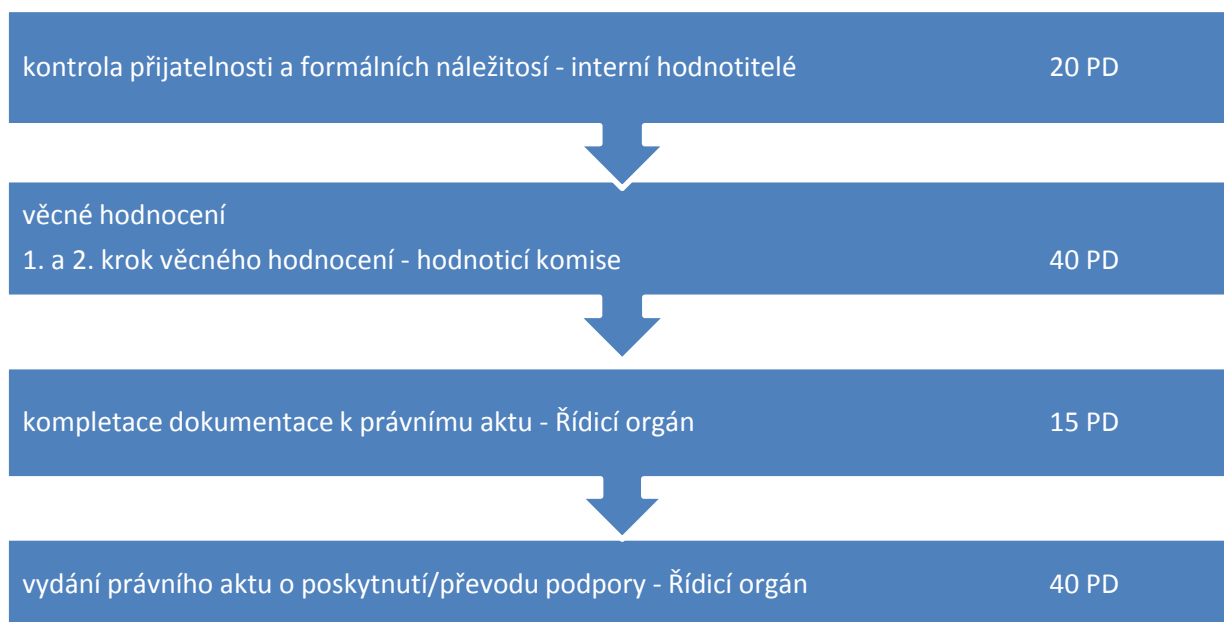 kontrola přijatelnosti a formálních náležitosí - interní hodnotitelé 20 PD
věcné hodnocení
1. a 2. krok věcného hodnocení - hodnoticí komise 40 PD
kompletace dokumentace k právnímu aktu - Řídicí orgán 15 PD
vydání právního aktu o poskytnutí/převodu podpory - Řídicí orgán 40 PD